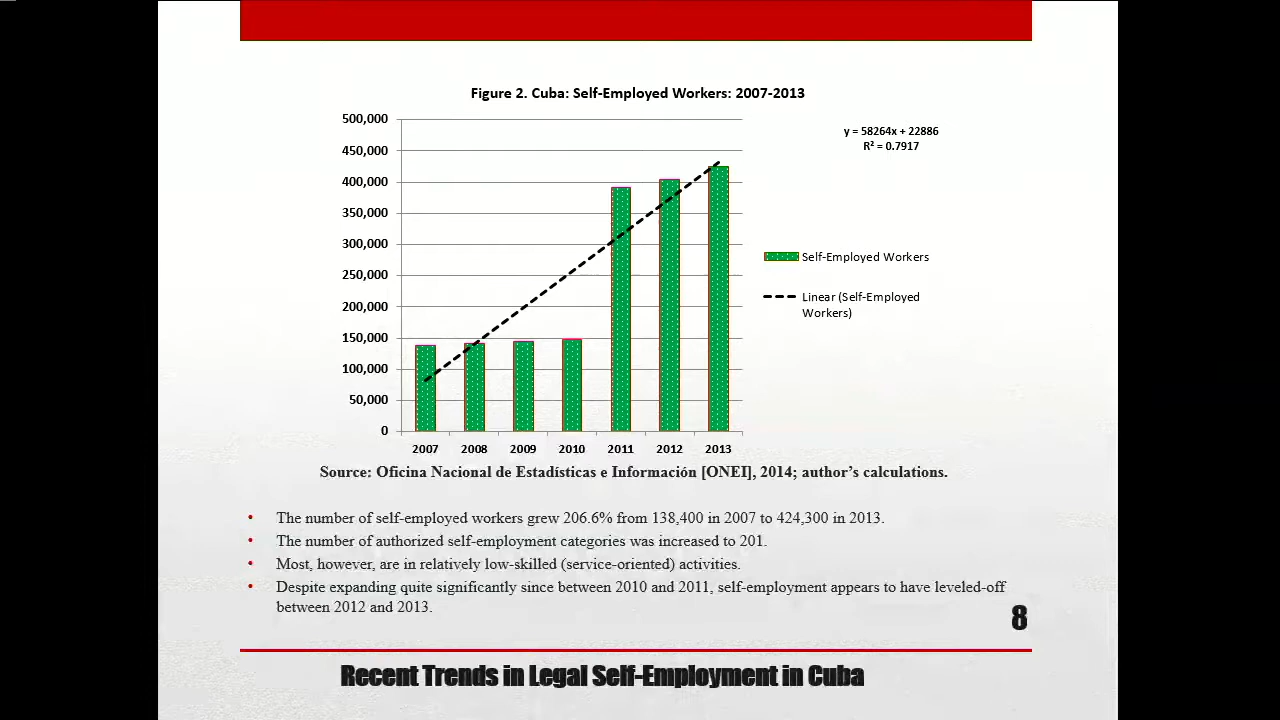 Figure 2. Cuba: Self-Employed Workers: 2007-2013
500,000
450,000
400,000
350,000
300,000
250,000
200,000
150,000
100,000
50,000
0
2007 2008 2009 2010 2011 2012 2013
y = 58264x + 22886
R² = 0.7917
Self-Employed Workers
Linear (Self-Employed
Workers)
Source: Oficina Nacional de Estadísticas e Información [ONEI], 2014; author’s calculations.
• The number of self-employed workers grew 206.6% from 138,400 in 2007 to 424,300 in 2013.
• The number of authorized self-employment categories was increased to 201.
• Most, however, are in relatively low-skilled (service-oriented) activities.
• Despite expanding quite significantly since between 2010 and 2011, self-employment appears to have leveled-off
between 2012 and 2013.
8
Recent Trends in Legal Self-Employment in Cuba